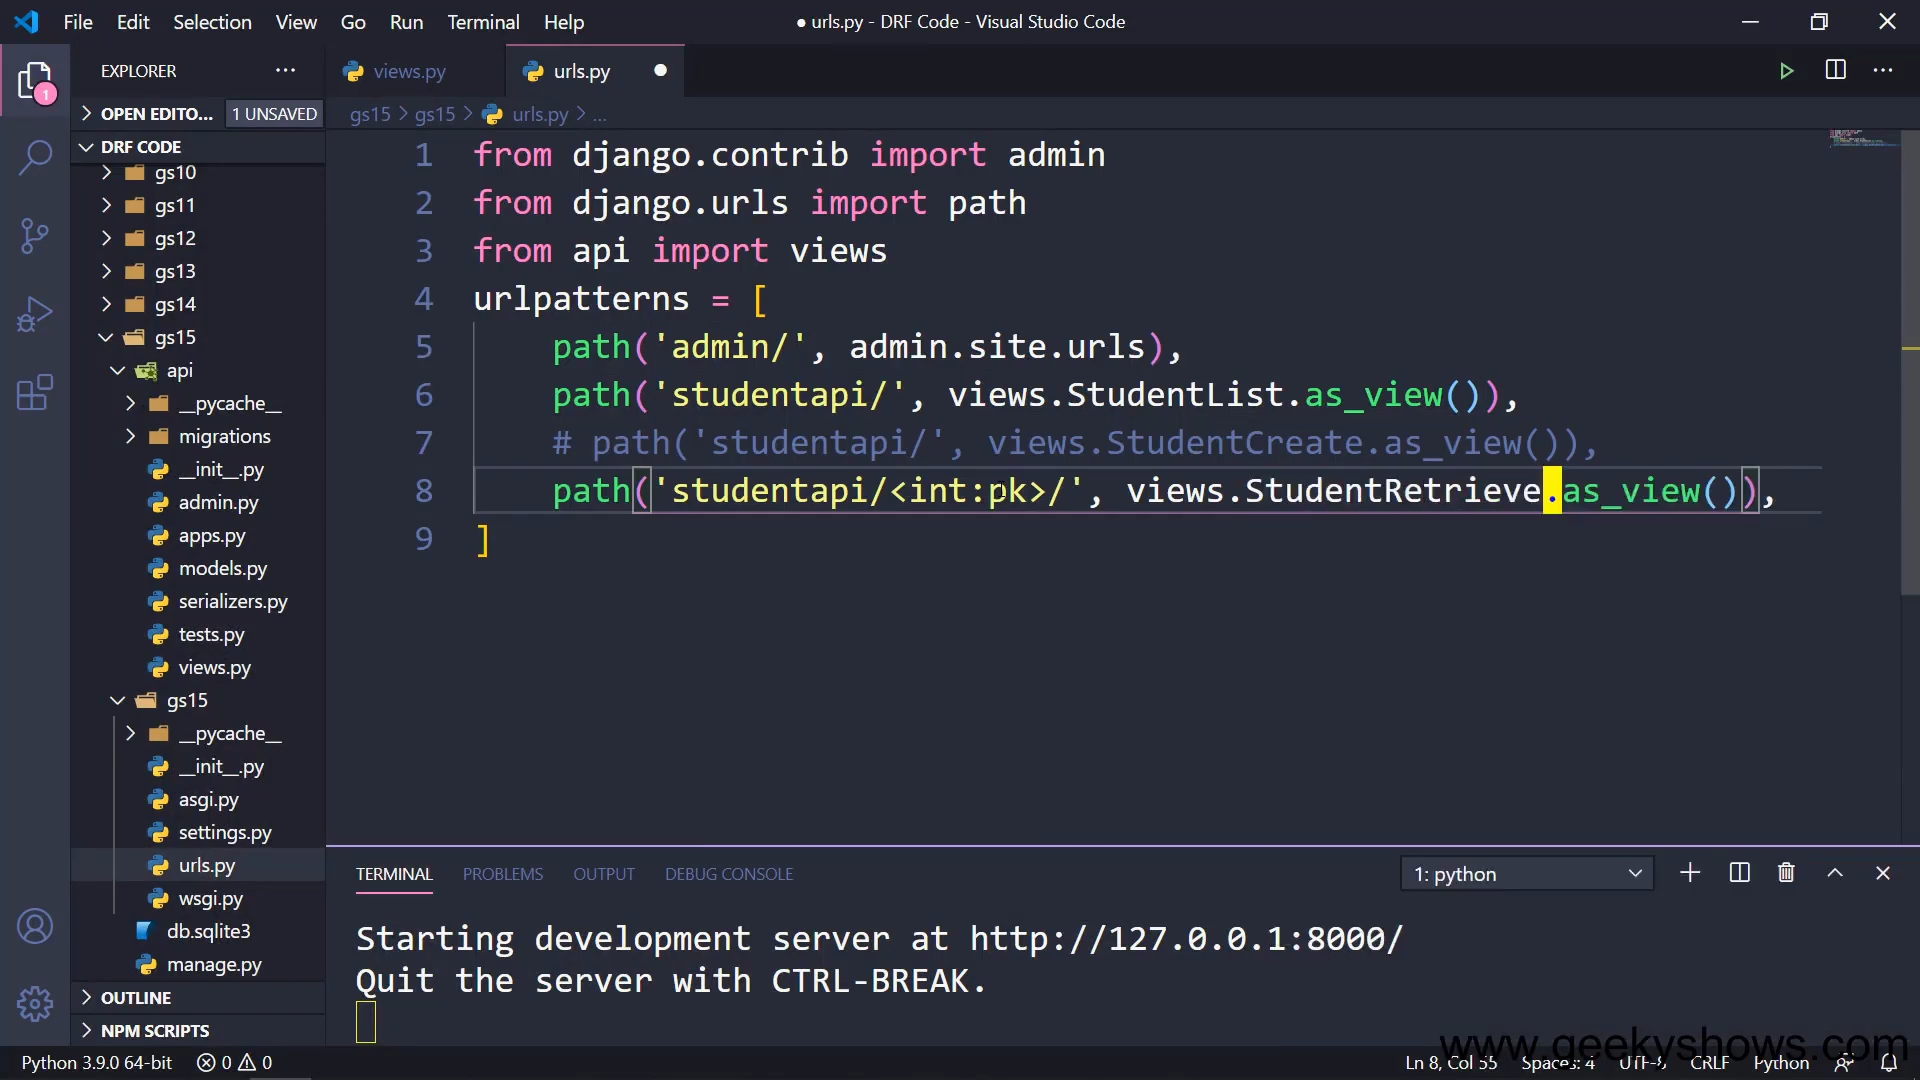 File Edit Selection View Go Run Terminal Help
● urls.py - DRF Code - Visual Studio Code
EXPLORER ...
1
OPEN EDITO... 1 UNSAVED
DRF CODE
gs10
gs11
gs12
gs13
gs14
gs15
api
__pycache__
migrations
__init__.py
admin.py
apps.py
models.py
serializers.py
tests.py
views.py
gs15
__pycache__
__init__.py
asgi.py
settings.py
urls.py
wsgi.py
db.sqlite3
manage.py
OUTLINE
NPM SCRIPTS
views.py urls.py ●
gs15 > gs15 > urls.py > ...
1 from django.contrib import admin
2 from django.urls import path
3 from api import views
4 urlpatterns = [
5 path('admin/', admin.site.urls),
6 path('studentapi/', views.StudentList.as_view()),
7 # path('studentapi/', views.StudentCreate.as_view()),
8 path('studentapi/<int:pk>/', views.StudentRetrieve.as_view()),
9 ]
TERMINAL PROBLEMS OUTPUT DEBUG CONSOLE 1: python
Starting development server at http://127.0.0.1:8000/
Quit the server with CTRL-BREAK.
www.geekyshows.com
Python 3.9.0 64-bit 0 0 Ln 8, Col 55 Spaces: 4 UTF-8 CRLF Python